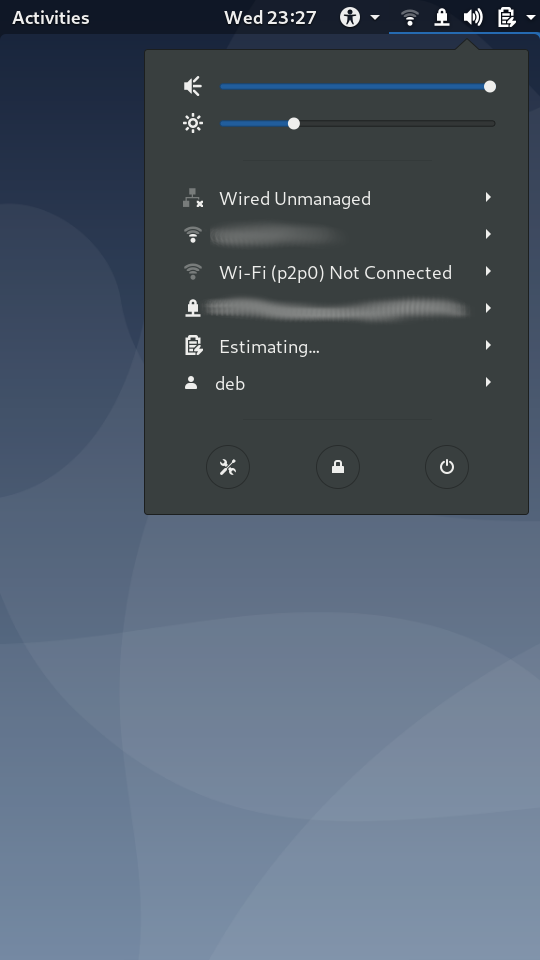 Activities Wed 23:27
Wired Unmanaged
Wi-Fi (p2p0) Not Connected
Estimating...
deb